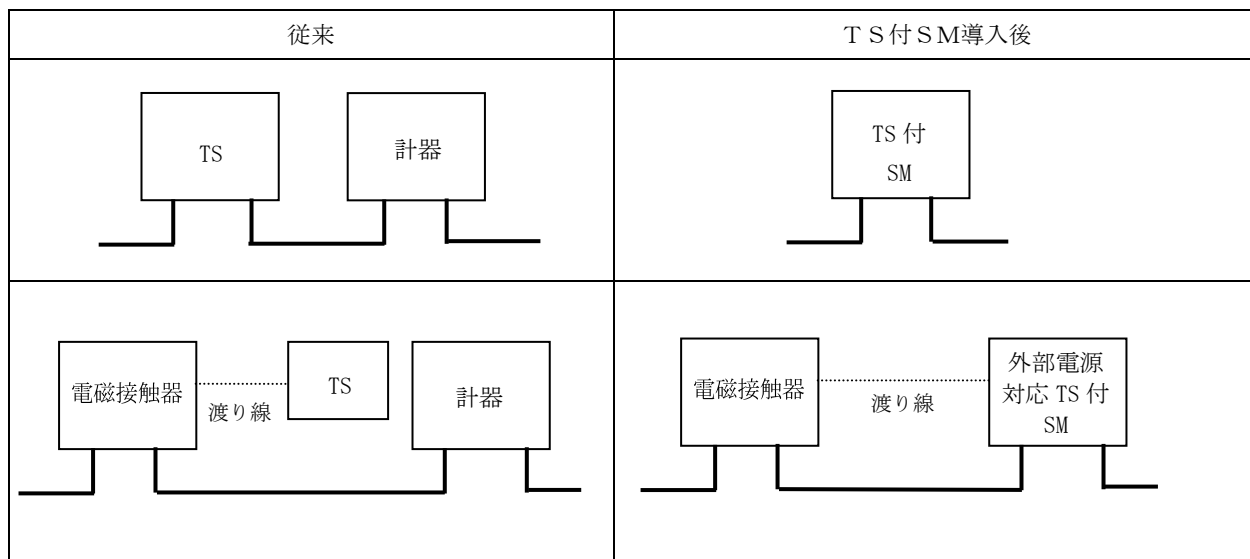 従来
ＴＳ付ＳＭ導入後
TS
計器
TS 付
SM
電磁接触器
渡り線
TS
計器
電磁接触器
渡り線
外部電源
対応 TS 付
SM